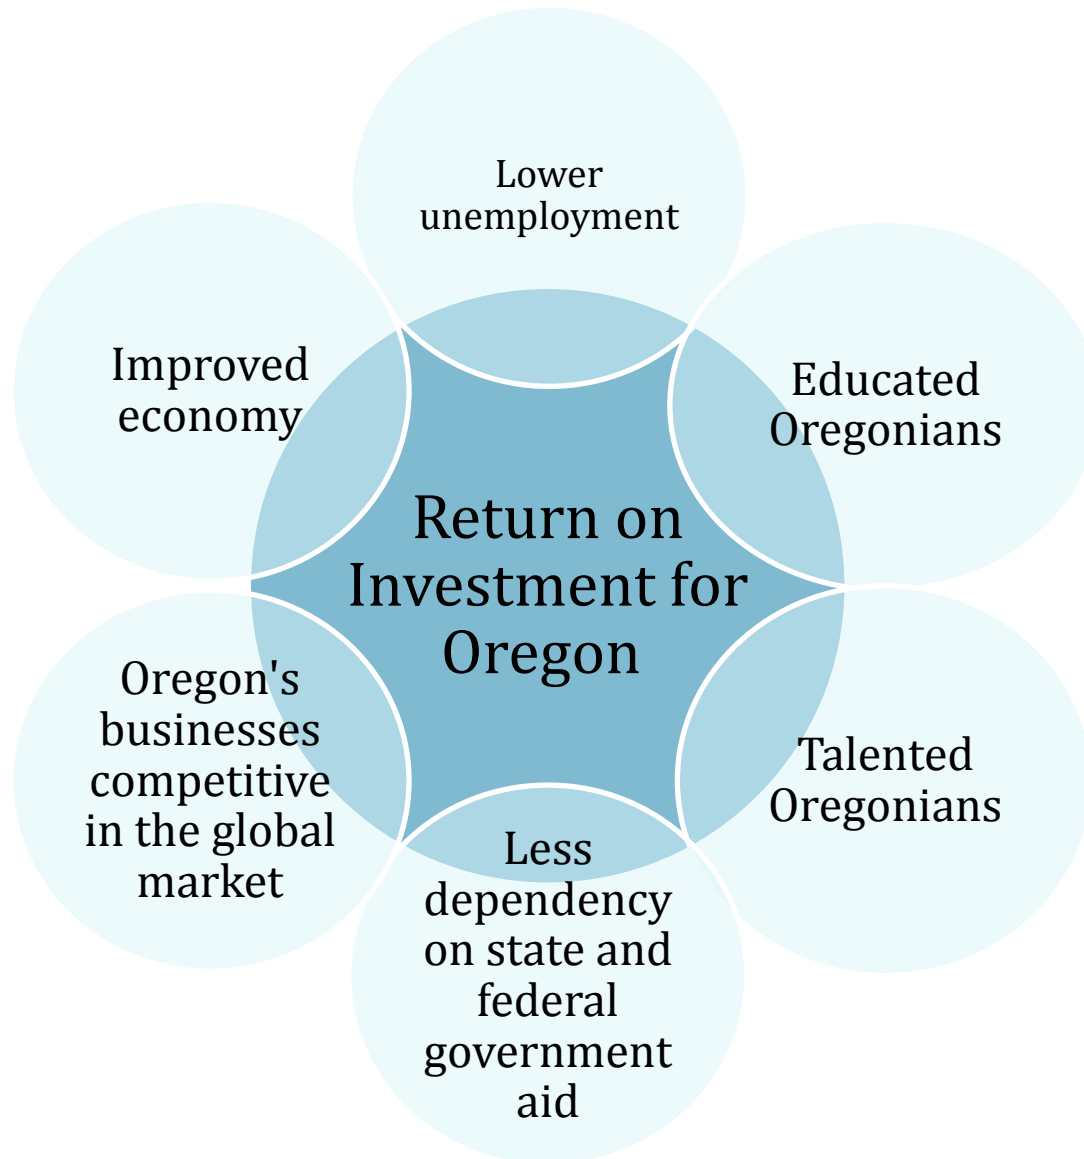 Lower
unemployment
Educated
Oregonians
Talented
Oregonians
Less
dependency
on state and
federal
government
aid
Oregon's
businesses
competitive
in the global
market
Improved
economy
Return on
Investment for
Oregon